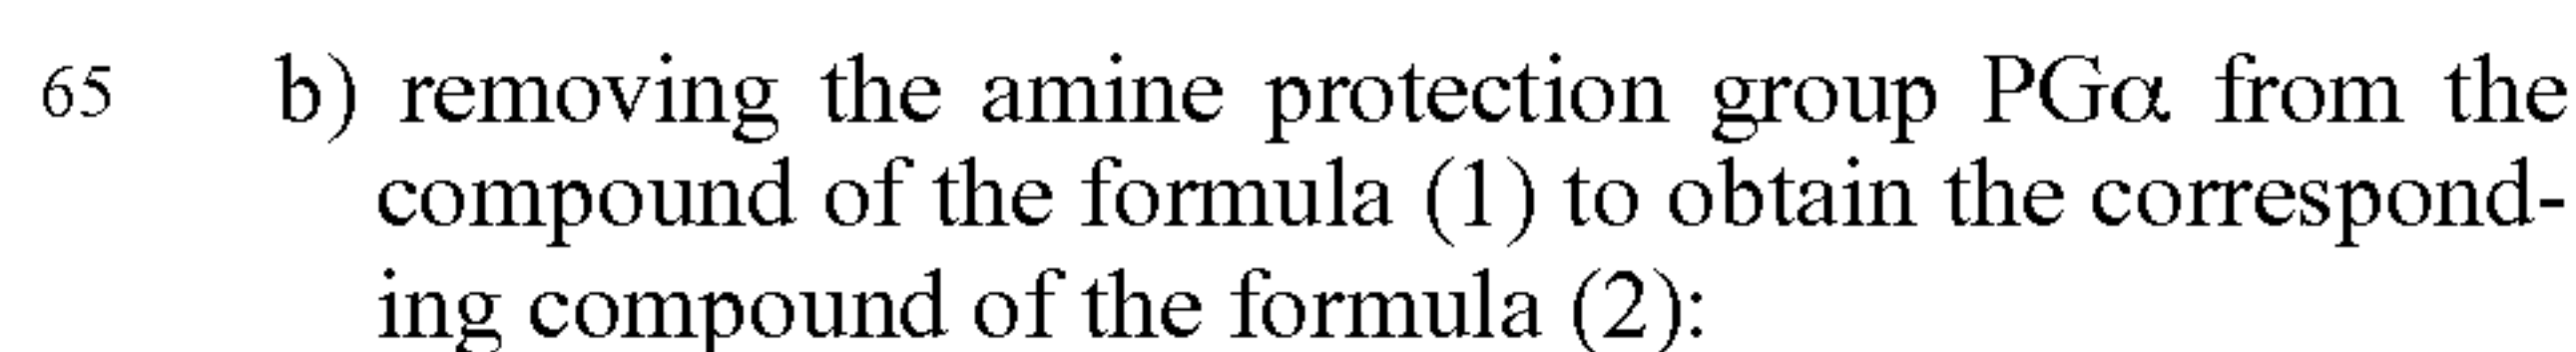 65 b) removing the amine protection group PGα from the
compound of the formula (1) to obtain the correspond-
ing compound of the formula (2):